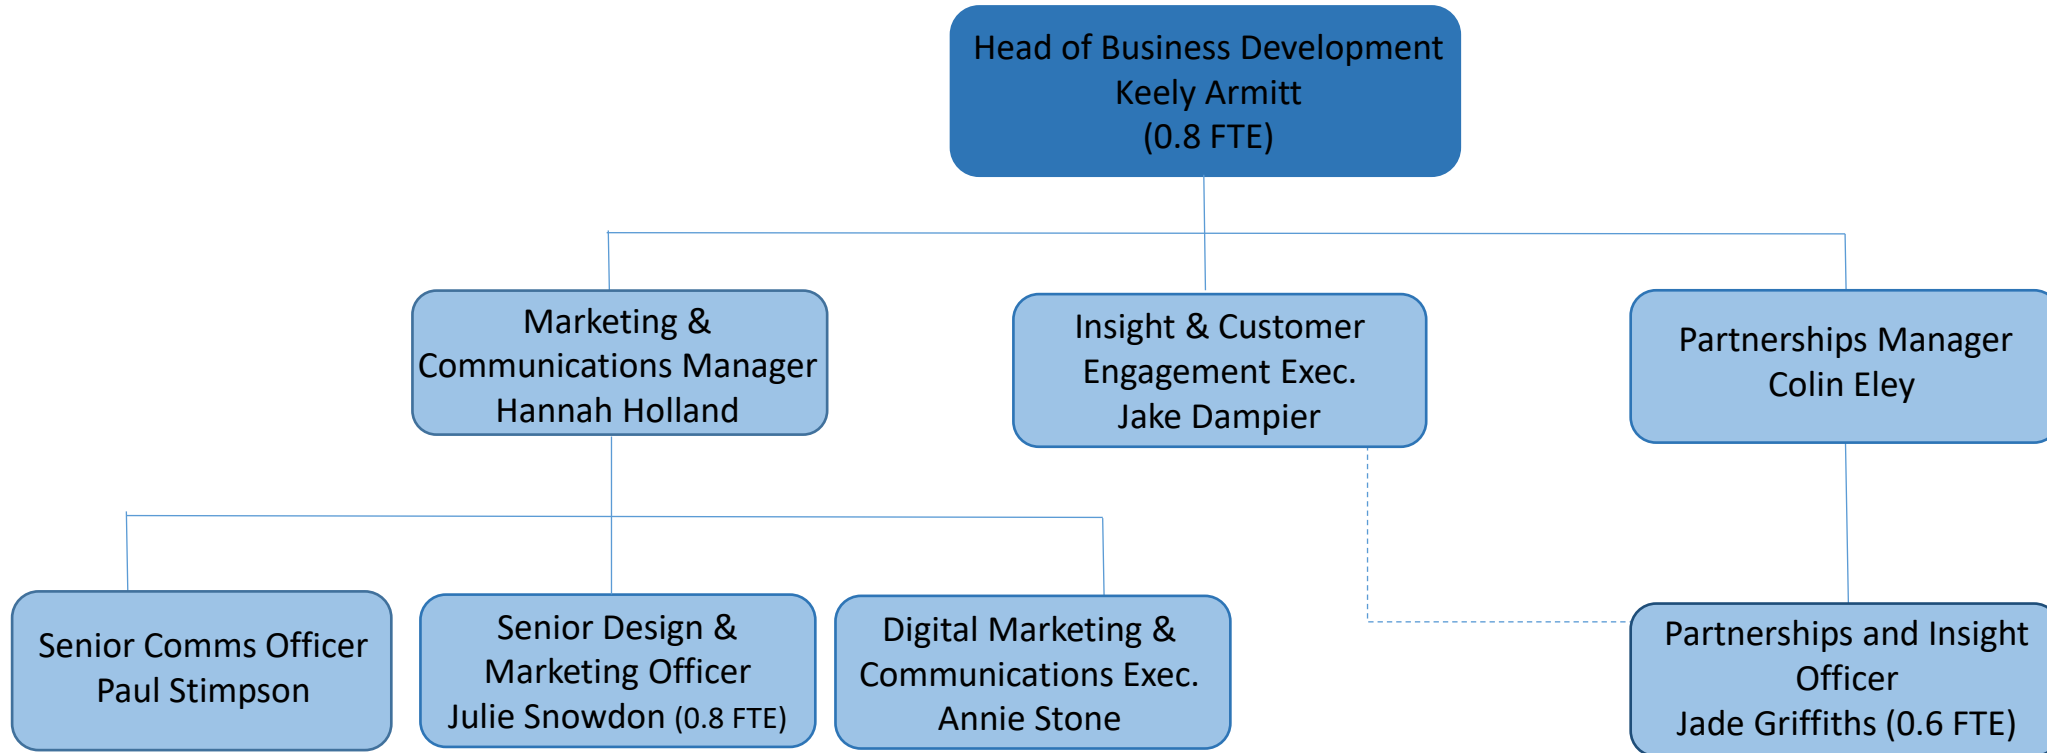 Head of Business Development
Keely Armitt
(0.8 FTE)
Marketing &
Communications Manager
Hannah Holland
Insight & Customer
Engagement Exec.
Jake Dampier
Partnerships Manager
Colin Eley
Senior Comms Officer
Paul Stimpson
Senior Design &
Marketing Officer
Julie Snowdon (0.8 FTE)
Digital Marketing &
Communications Exec.
Annie Stone
Partnerships and Insight
Officer
Jade Griffiths (0.6 FTE)